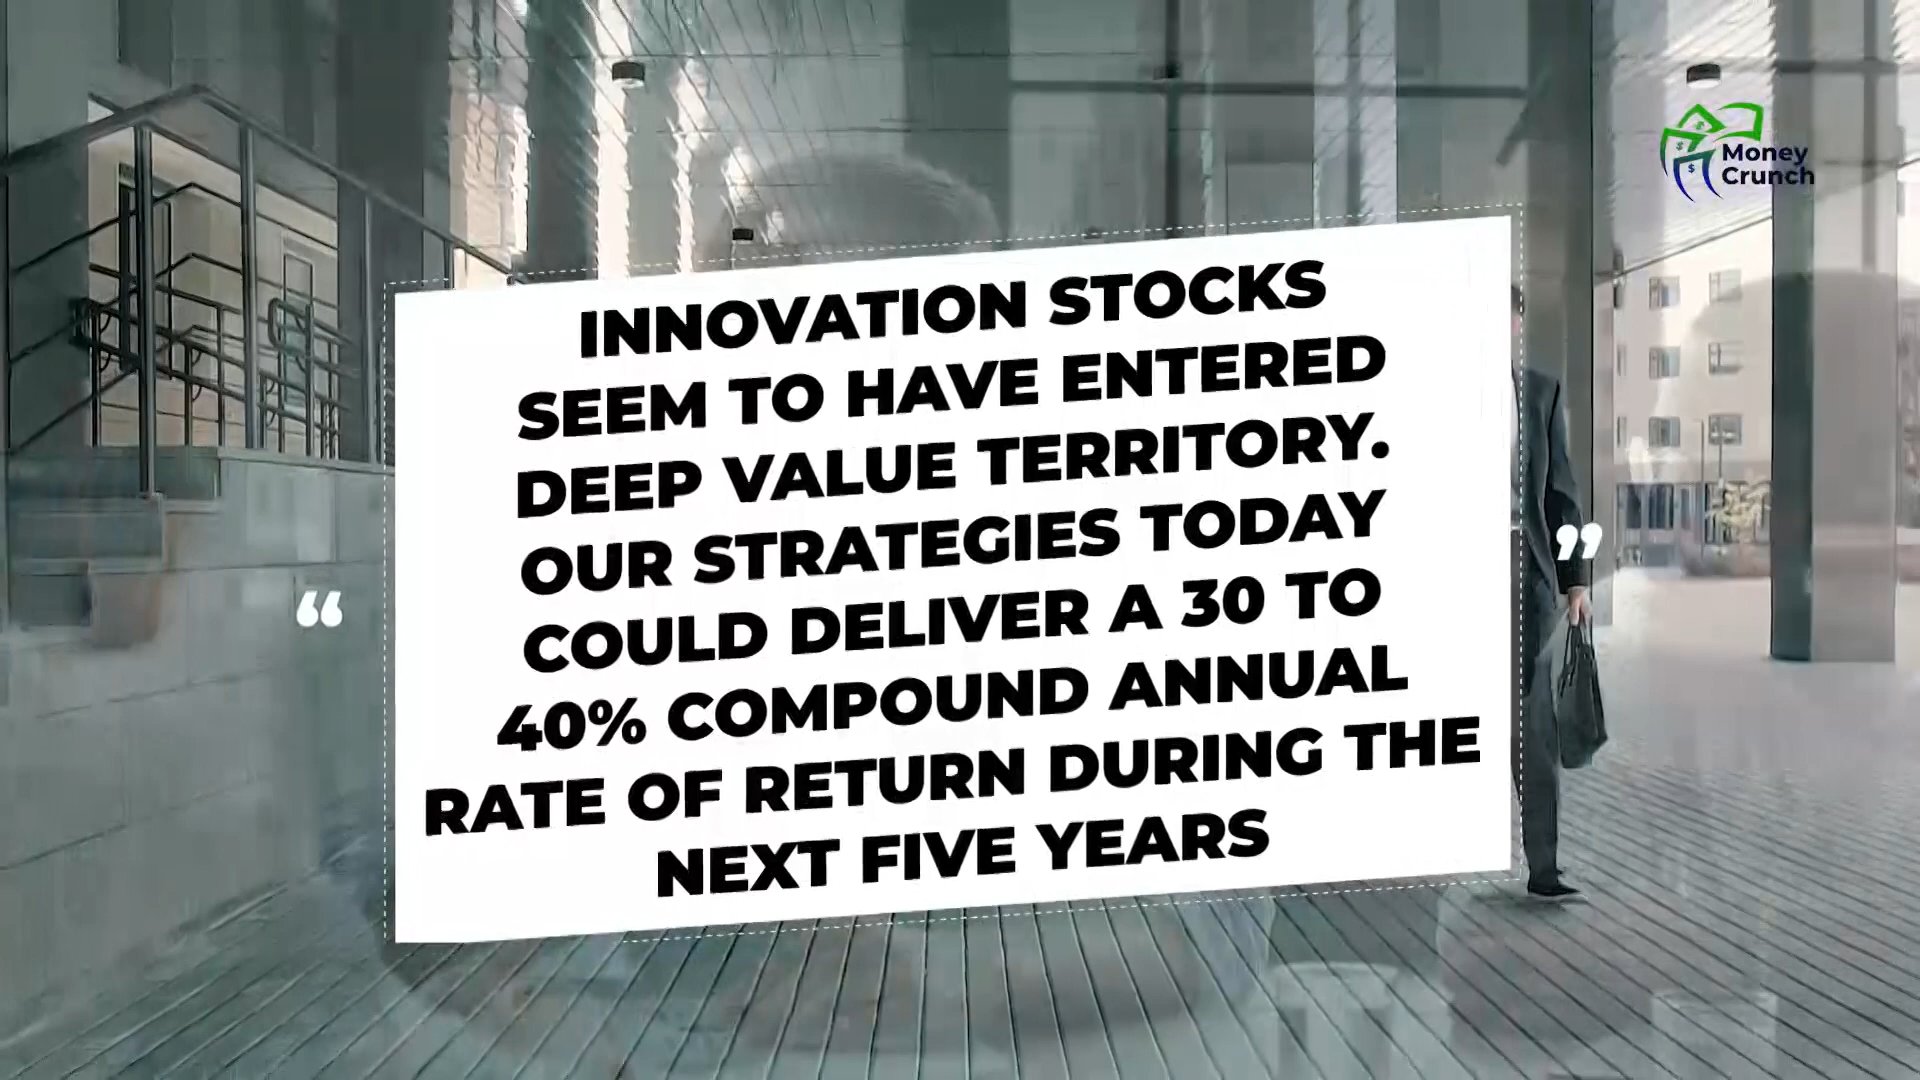 Money
Crunch
INNOVATION STOCKS
SEEM TO HAVE ENTERED
DEEP VALUE TERRITORY.
OUR STRATEGIES TODAY
COULD DELIVER A 30 TO
40% COMPOUND ANNUAL
RATE OF RETURN DURING THE
NEXT FIVE YEARS